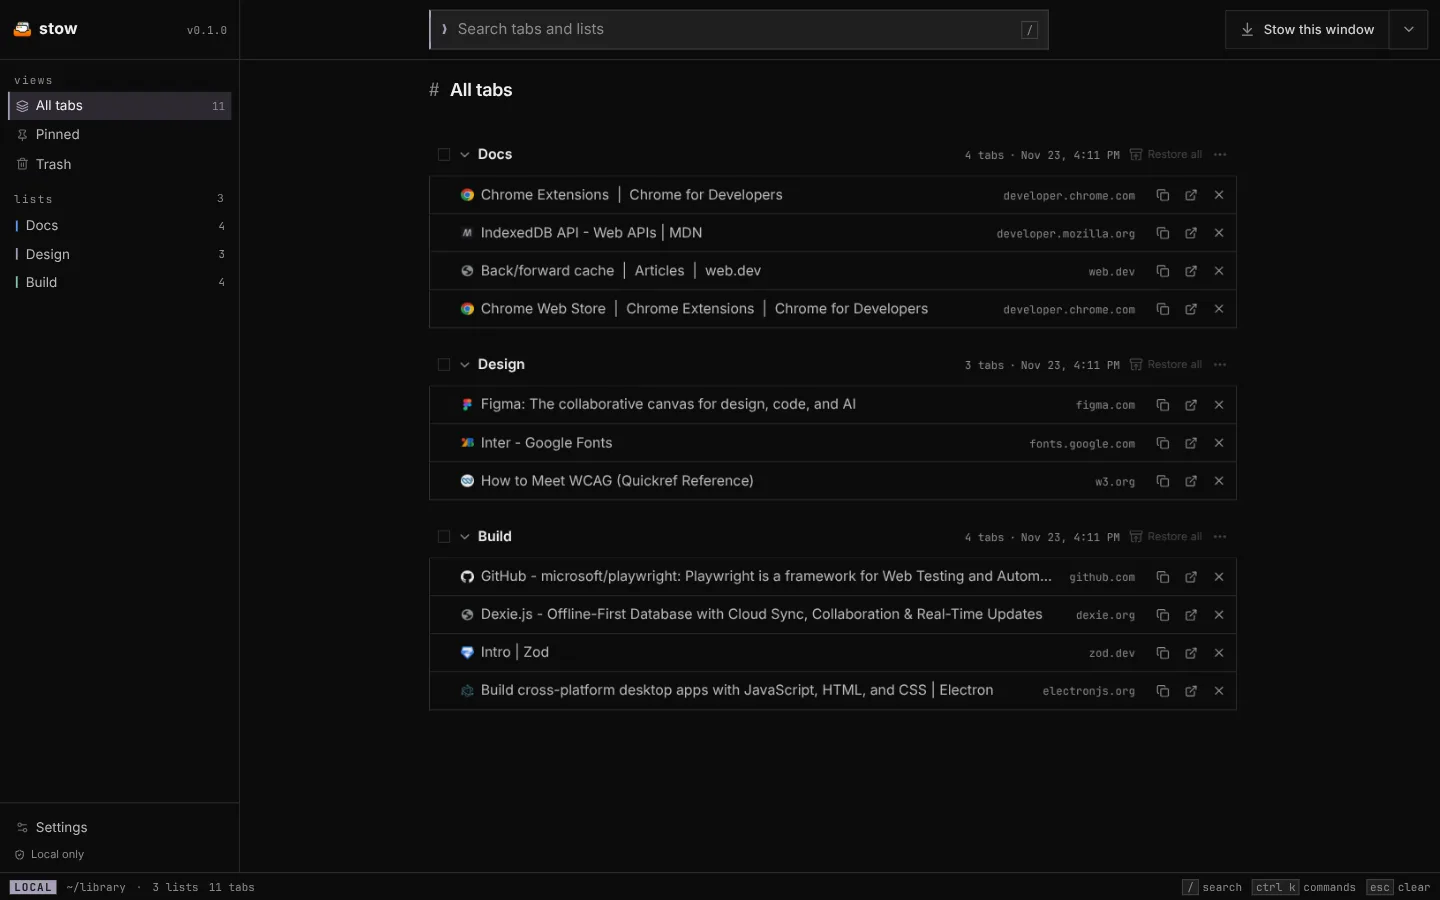 stow v0.1.0
Search tabs and lists /
Stow this window
views
All tabs 11
Pinned
Trash
lists 3
Docs 4
Design 3
Build 4
# All tabs
Docs 4 tabs · Nov 23, 4:11 PM Restore all
Chrome Extensions | Chrome for Developers developer.chrome.com
IndexedDB API - Web APIs | MDN developer.mozilla.org
Back/forward cache | Articles | web.dev web.dev
Chrome Web Store | Chrome Extensions | Chrome for Developers developer.chrome.com
Design 3 tabs · Nov 23, 4:11 PM Restore all
Figma: The collaborative canvas for design, code, and AI figma.com
Inter - Google Fonts fonts.google.com
How to Meet WCAG (Quickref Reference) w3.org
Build 4 tabs · Nov 23, 4:11 PM Restore all
GitHub - microsoft/playwright: Playwright is a framework for Web Testing and Autom... github.com
Dexie.js - Offline-First Database with Cloud Sync, Collaboration & Real-Time Updates dexie.org
Intro | Zod zod.dev
Build cross-platform desktop apps with JavaScript, HTML, and CSS | Electron electronjs.org
Settings
Local only
LOCAL ~/library · 3 lists 11 tabs
/ search ctrl k commands esc clear